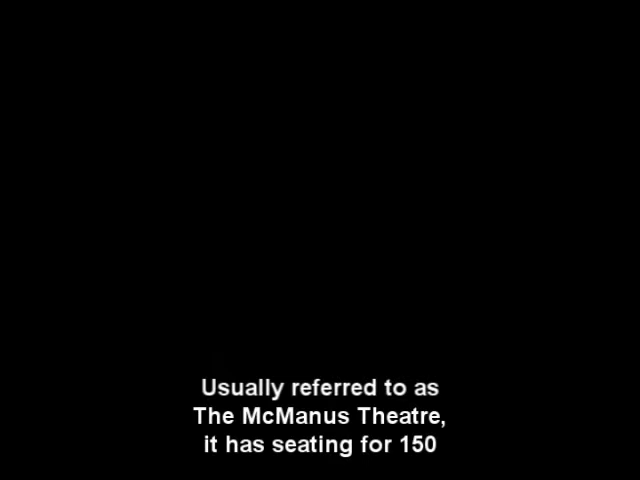 Usually referred to as
The McManus Theatre,
it has seating for 150